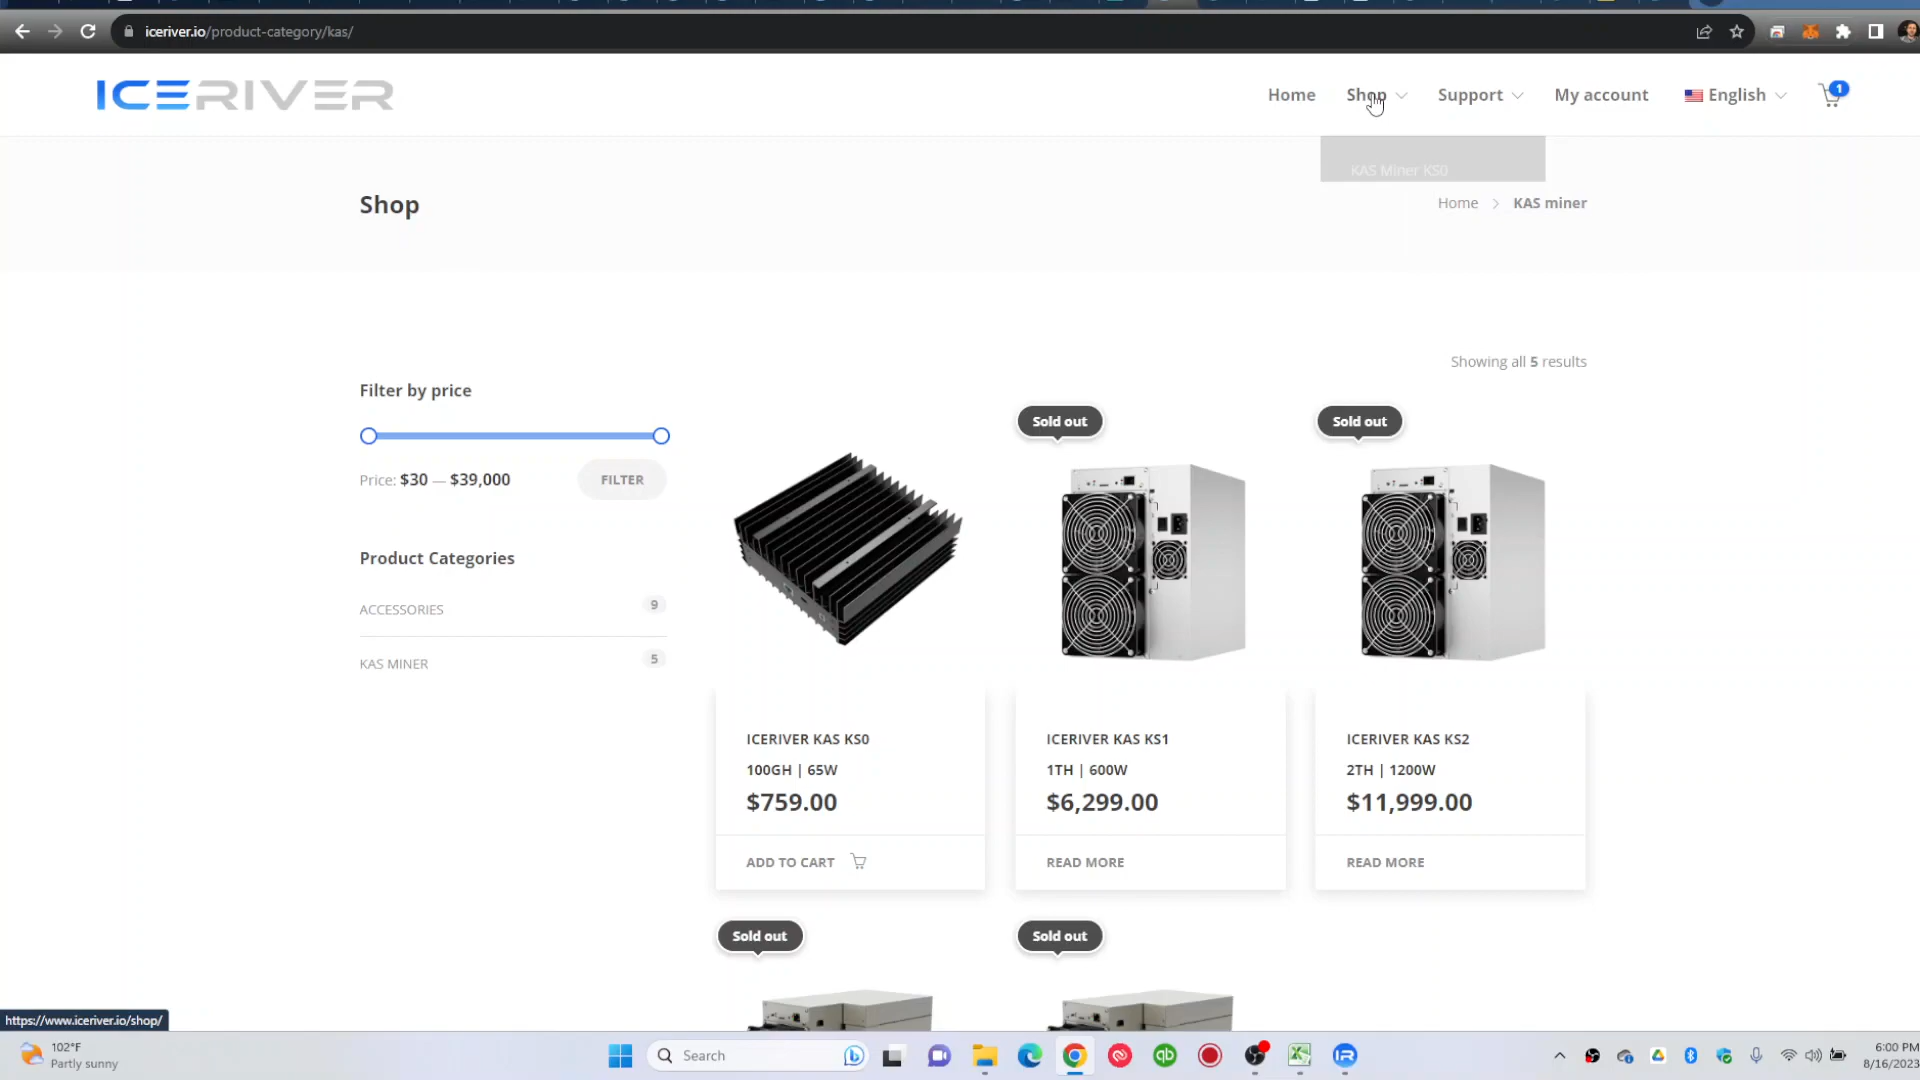 iceriver.io/product-category/kas/
ICERIVER
Home
Shop
Support
My account
English
1
KAS Miner KS0
Shop
Home > KAS miner
Showing all 5 results
Filter by price
Price: $30 — $39,000
FILTER
Product Categories
ACCESSORIES 9
KAS MINER 5
ICERIVER KAS KS0
100GH | 65W
$759.00
ADD TO CART
Sold out
ICERIVER KAS KS1
1TH | 600W
$6,299.00
READ MORE
Sold out
ICERIVER KAS KS2
2TH | 1200W
$11,999.00
READ MORE
Sold out
Sold out
https://www.iceriver.io/shop/
102°F
Partly sunny
Search
qb
6:00 PM
8/16/2023